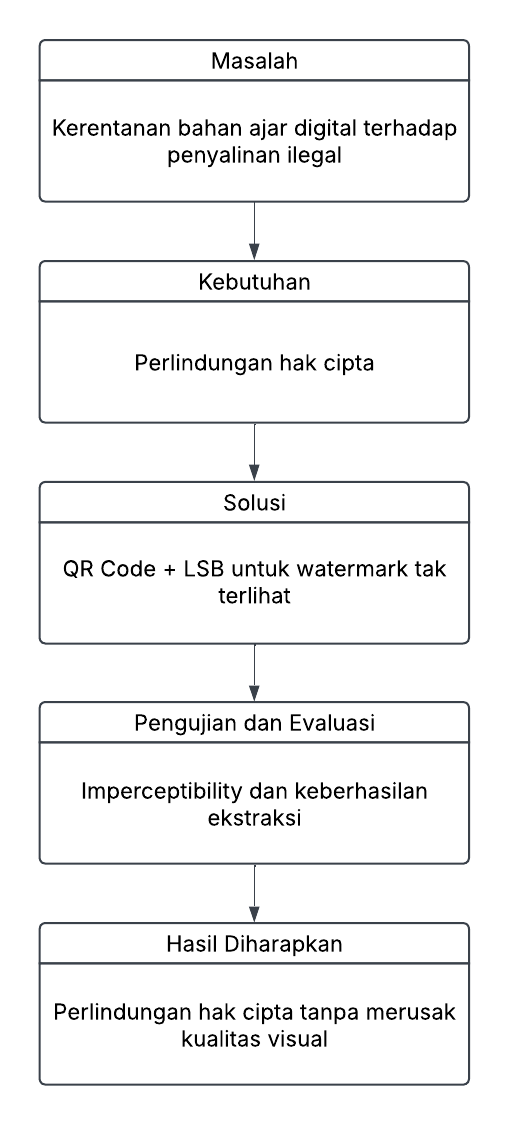 Masalah
Kerentanan bahan ajar digital terhadap
penyalinan ilegal
Kebutuhan
Perlindungan hak cipta
Solusi
QR Code + LSB untuk watermark tak
terlihat
Pengujian dan Evaluasi
Imperceptibility dan keberhasilan
ekstraksi
Hasil Diharapkan
Perlindungan hak cipta tanpa merusak
kualitas visual